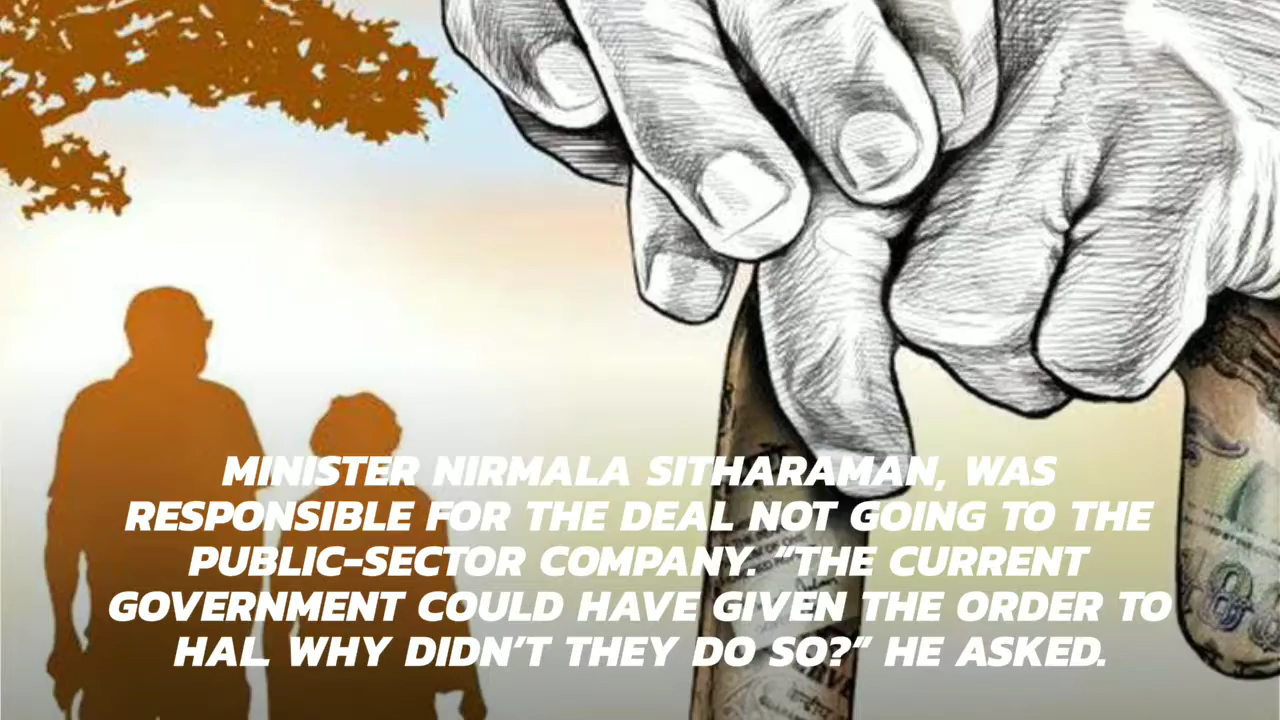 MINISTER NIRMALA SITHARAMAN, WAS
RESPONSIBLE FOR THE DEAL NOT GOING TO THE
PUBLIC-SECTOR COMPANY. “THE CURRENT
GOVERNMENT COULD HAVE GIVEN THE ORDER TO
HAL. WHY DIDN’T THEY DO SO?” HE ASKED.